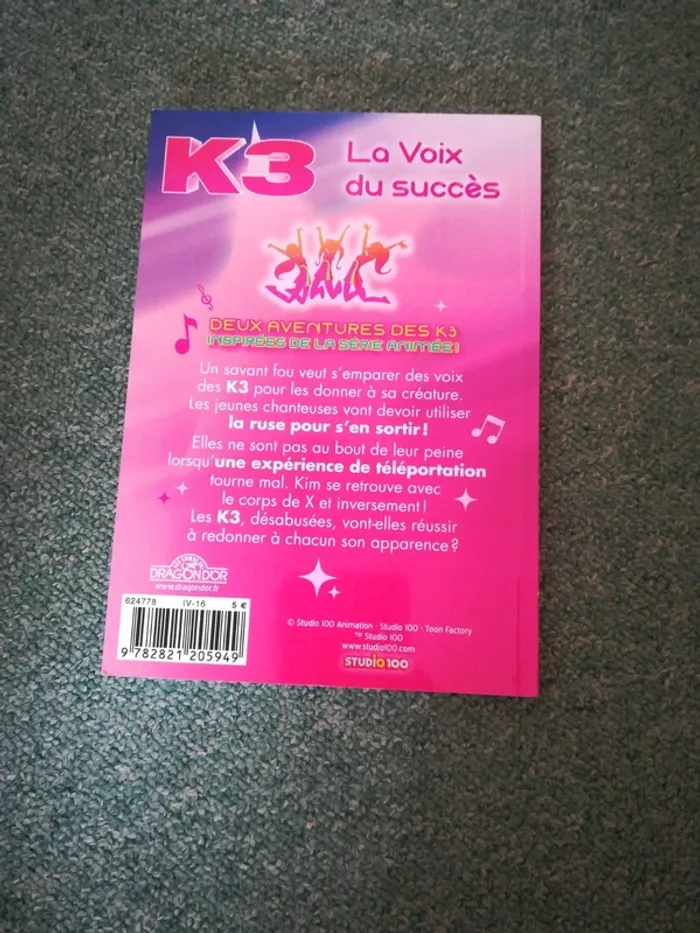 K3
La Voix
du succès
DEUX AVENTURES DES K3
INSPIRÉES DE LA SÉRIE ANIMÉE !
Un savant fou veut s'emparer des voix
des K3 pour les donner à sa créature.
Les jeunes chanteuses vont devoir utiliser
la ruse pour s'en sortir !
Elles ne sont pas au bout de leur peine
lorsqu'une expérience de téléportation
tourne mal. Kim se retrouve avec
le corps de X et inversement !
Les K3, désabusées, vont-elles réussir
à redonner à chacun son apparence ?
LES LIVRES DU
DRAGON D'OR
www.dragondor.fr
624778 IV-16 5 €
9 782821 205949
© Studio 100 Animation - Studio 100 - Toon Factory
™ Studio 100
www.studio100.com
STUDIO 100